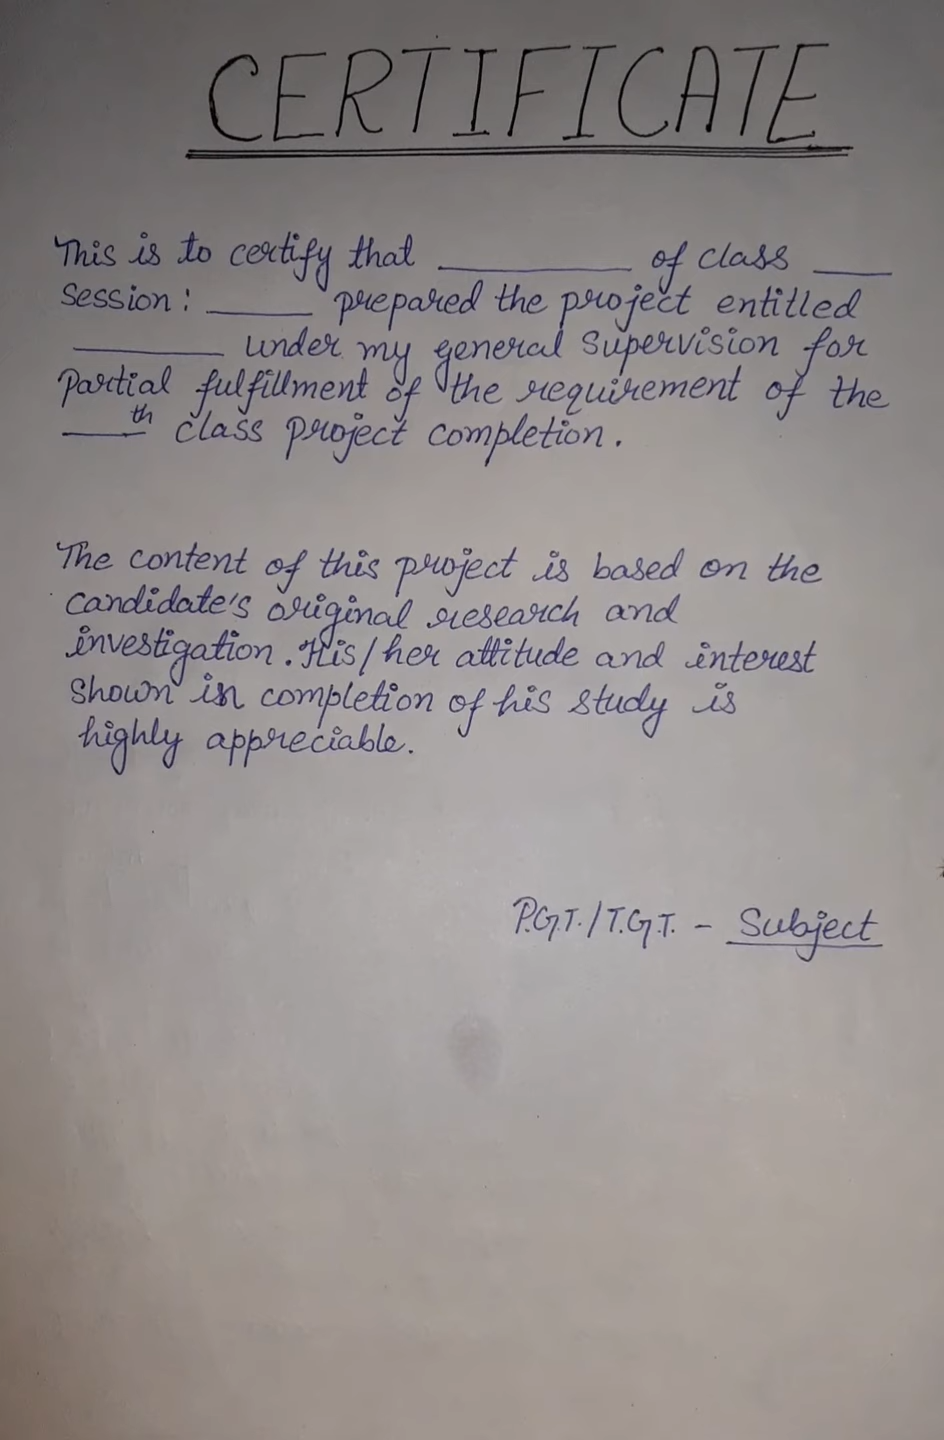 CERTIFICATE
This is to certify that __________ of class ____
Session: ______ prepared the project entitled
________ under my general Supervision for
Partial fulfillment of the requirement of the
____th class project completion.
The content of this project is based on the
candidate's original research and
investigation. His/her attitude and interest
Shown in completion of his study is
highly appreciable.
P.G.T./T.G.T. - Subject